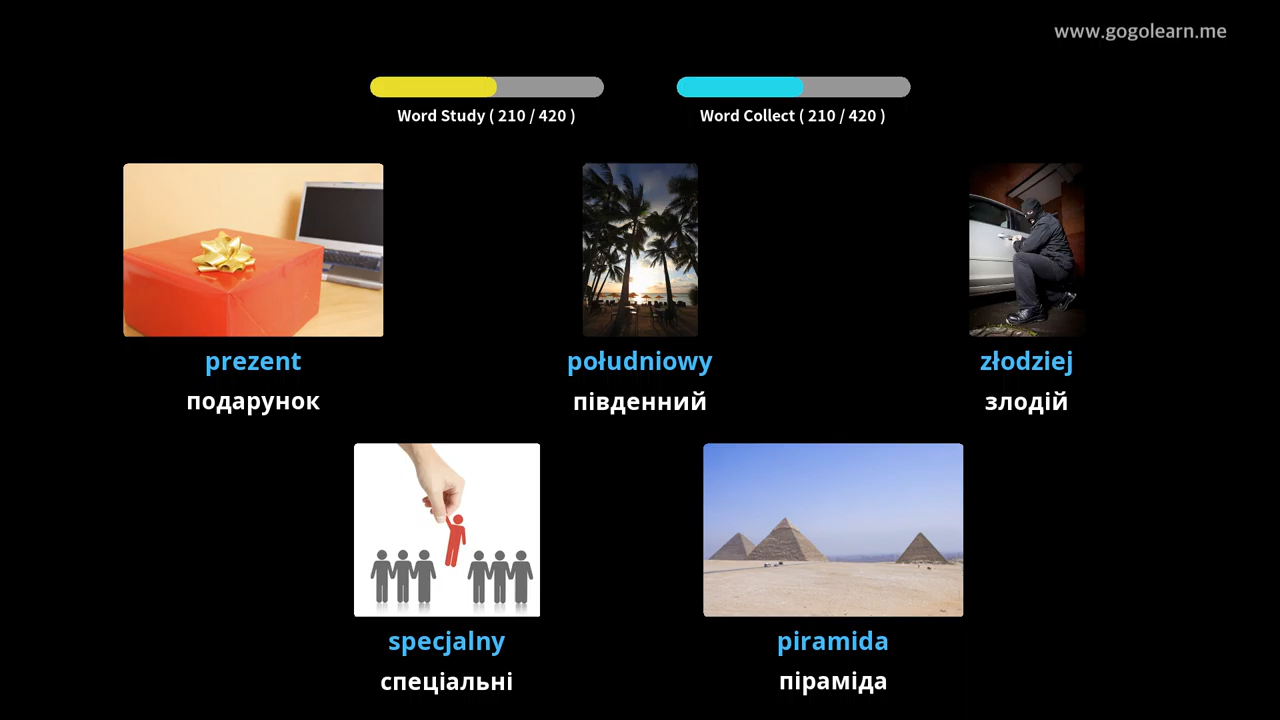 www.gogolearn.me
Word Study ( 210 / 420 )
Word Collect ( 210 / 420 )
prezent
południowy
złodziej
подарунок
південний
злодій
specjalny
piramida
спеціальні
піраміда